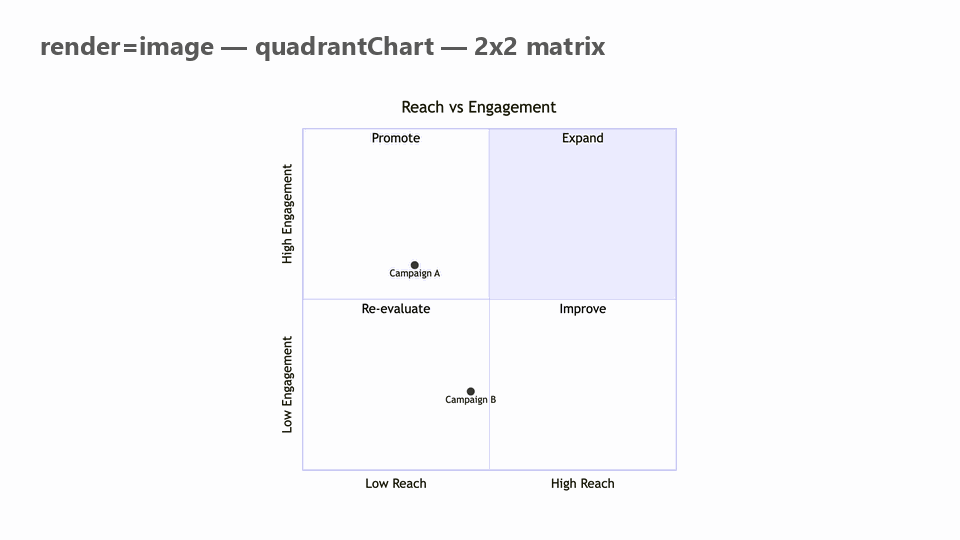 render=image — quadrantChart — 2x2 matrix
Reach vs Engagement
Promote
Expand
High Engagement
Campaign A
Re-evaluate
Improve
Low Engagement
Campaign B
Low Reach
High Reach